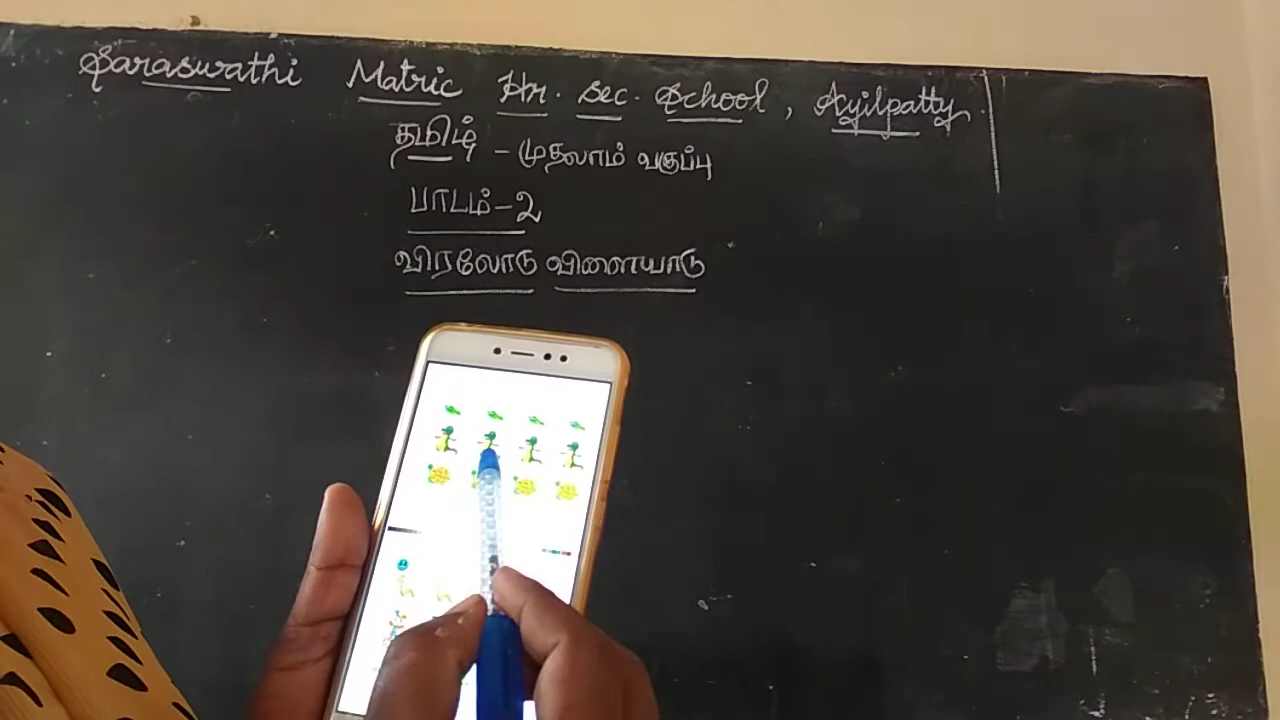 Saraswathi Matric Hr. Sec. School, Ayilpatty.
தமிழ் - முதலாம் வகுப்பு
பாடம் - 2
விரலோடு விளையாடு